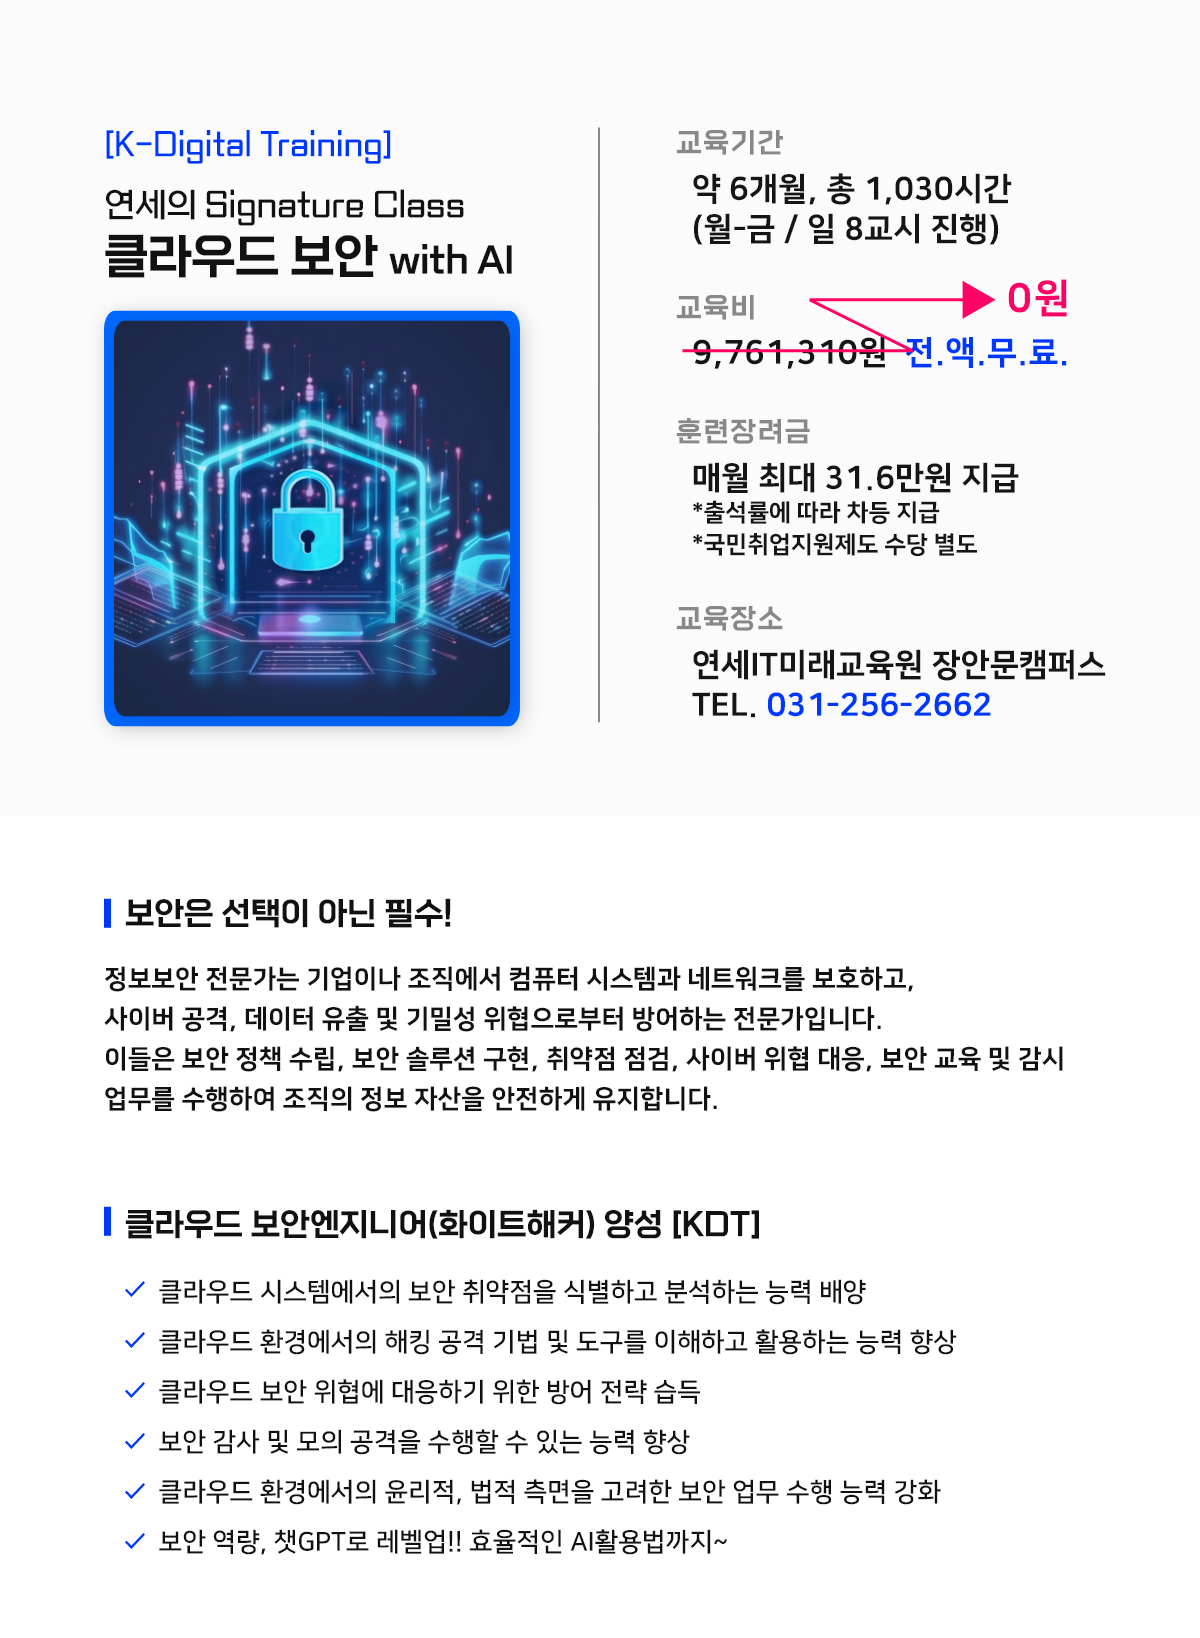 [K-Digital Training]
연세의 Signature Class
클라우드 보안 with AI
교육기간
약 6개월, 총 1,030시간
(월-금 / 일 8교시 진행)
교육비
0원
9,761,310원 전.액.무.료.
훈련장려금
매월 최대 31.6만원 지급
*출석률에 따라 차등 지급
*국민취업지원제도 수당 별도
교육장소
연세IT미래교육원 장안문캠퍼스
TEL. 031-256-2662
보안은 선택이 아닌 필수!
정보보안 전문가는 기업이나 조직에서 컴퓨터 시스템과 네트워크를 보호하고,
사이버 공격, 데이터 유출 및 기밀성 위협으로부터 방어하는 전문가입니다.
이들은 보안 정책 수립, 보안 솔루션 구현, 취약점 점검, 사이버 위협 대응, 보안 교육 및 감시
업무를 수행하여 조직의 정보 자산을 안전하게 유지합니다.
클라우드 보안엔지니어(화이트해커) 양성 [KDT]
클라우드 시스템에서의 보안 취약점을 식별하고 분석하는 능력 배양
클라우드 환경에서의 해킹 공격 기법 및 도구를 이해하고 활용하는 능력 향상
클라우드 보안 위협에 대응하기 위한 방어 전략 습득
보안 감사 및 모의 공격을 수행할 수 있는 능력 향상
클라우드 환경에서의 윤리적, 법적 측면을 고려한 보안 업무 수행 능력 강화
보안 역량, 챗GPT로 레벨업!! 효율적인 AI활용법까지~